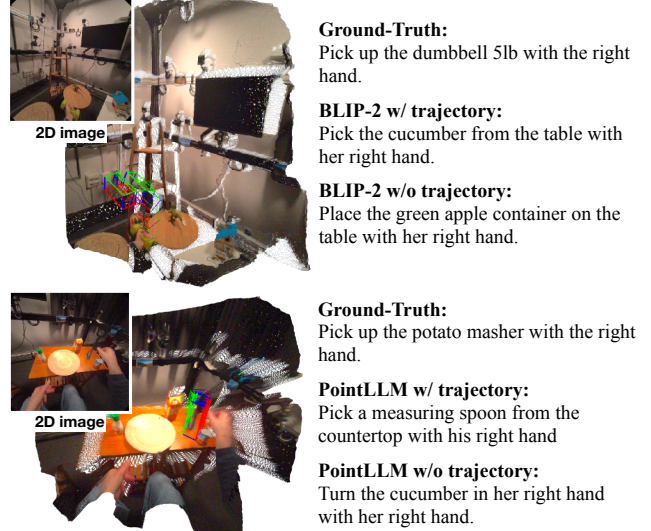 2D image
Ground-Truth:
Pick up the dumbbell 5lb with the right
hand.
BLIP-2 w/ trajectory:
Pick the cucumber from the table with
her right hand.
BLIP-2 w/o trajectory:
Place the green apple container on the
table with her right hand.
2D image
Ground-Truth:
Pick up the potato masher with the right
hand.
PointLLM w/ trajectory:
Pick a measuring spoon from the
countertop with his right hand
PointLLM w/o trajectory:
Turn the cucumber in her right hand
with her right hand.